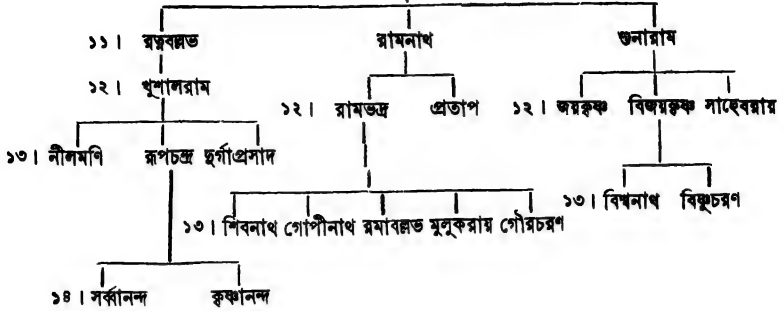 ১১। রত্নবল্লভ রামনাথ শুনারাম
১২। খুশালরাম
১২। রামভদ্র প্রতাপ ১২। জয়কৃষ্ণ বিজয়কৃষ্ণ সাহেবরায়
১৩। নীলমণি রূপচন্দ্র দুর্গাপ্রসাদ
১৩। বিশ্বনাথ বিষ্ণুচরণ
১৩। শিবনাথ গোপীনাথ রমাবল্লভ মুলুকরায় গৌরচরণ
১৪। সর্ব্বানন্দ কৃষ্ণানন্দ